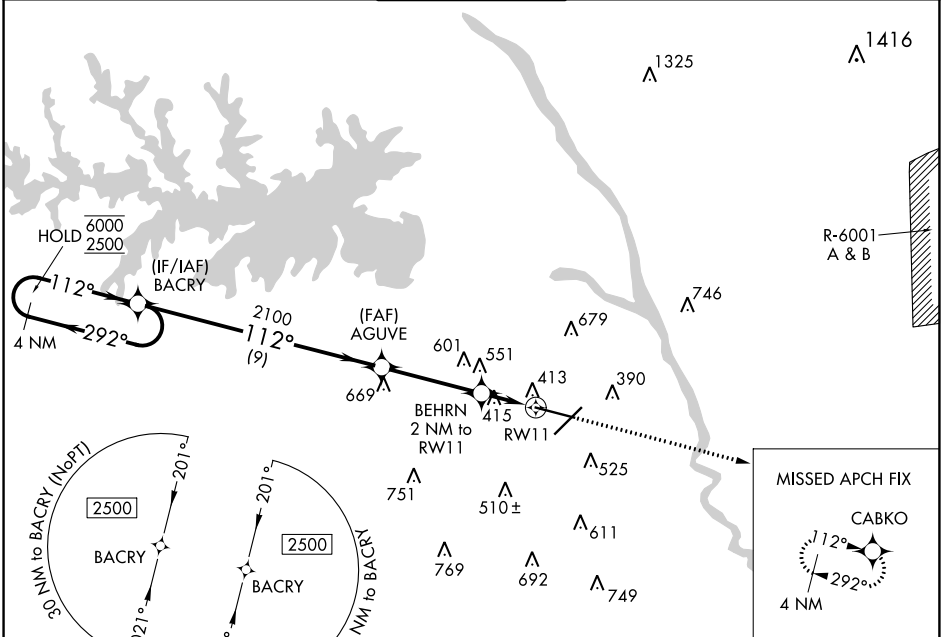 1325
1416
R-6001
A & B
HOLD 6000
2500
(IF/IAF)
BACRY
112°
292°
4 NM
2100
112°
(9)
(FAF)
AGUVE
669
601
551
679
746
413
390
415
BEHRN
2 NM to
RW11
RW11
751
510±
525
611
769
692
749
30 NM to BACRY (NoPT)
2500
201°
BACRY
021°
201°
2500
BACRY
NM to BACRY
MISSED APCH FIX
CABKO
112°
292°
4 NM